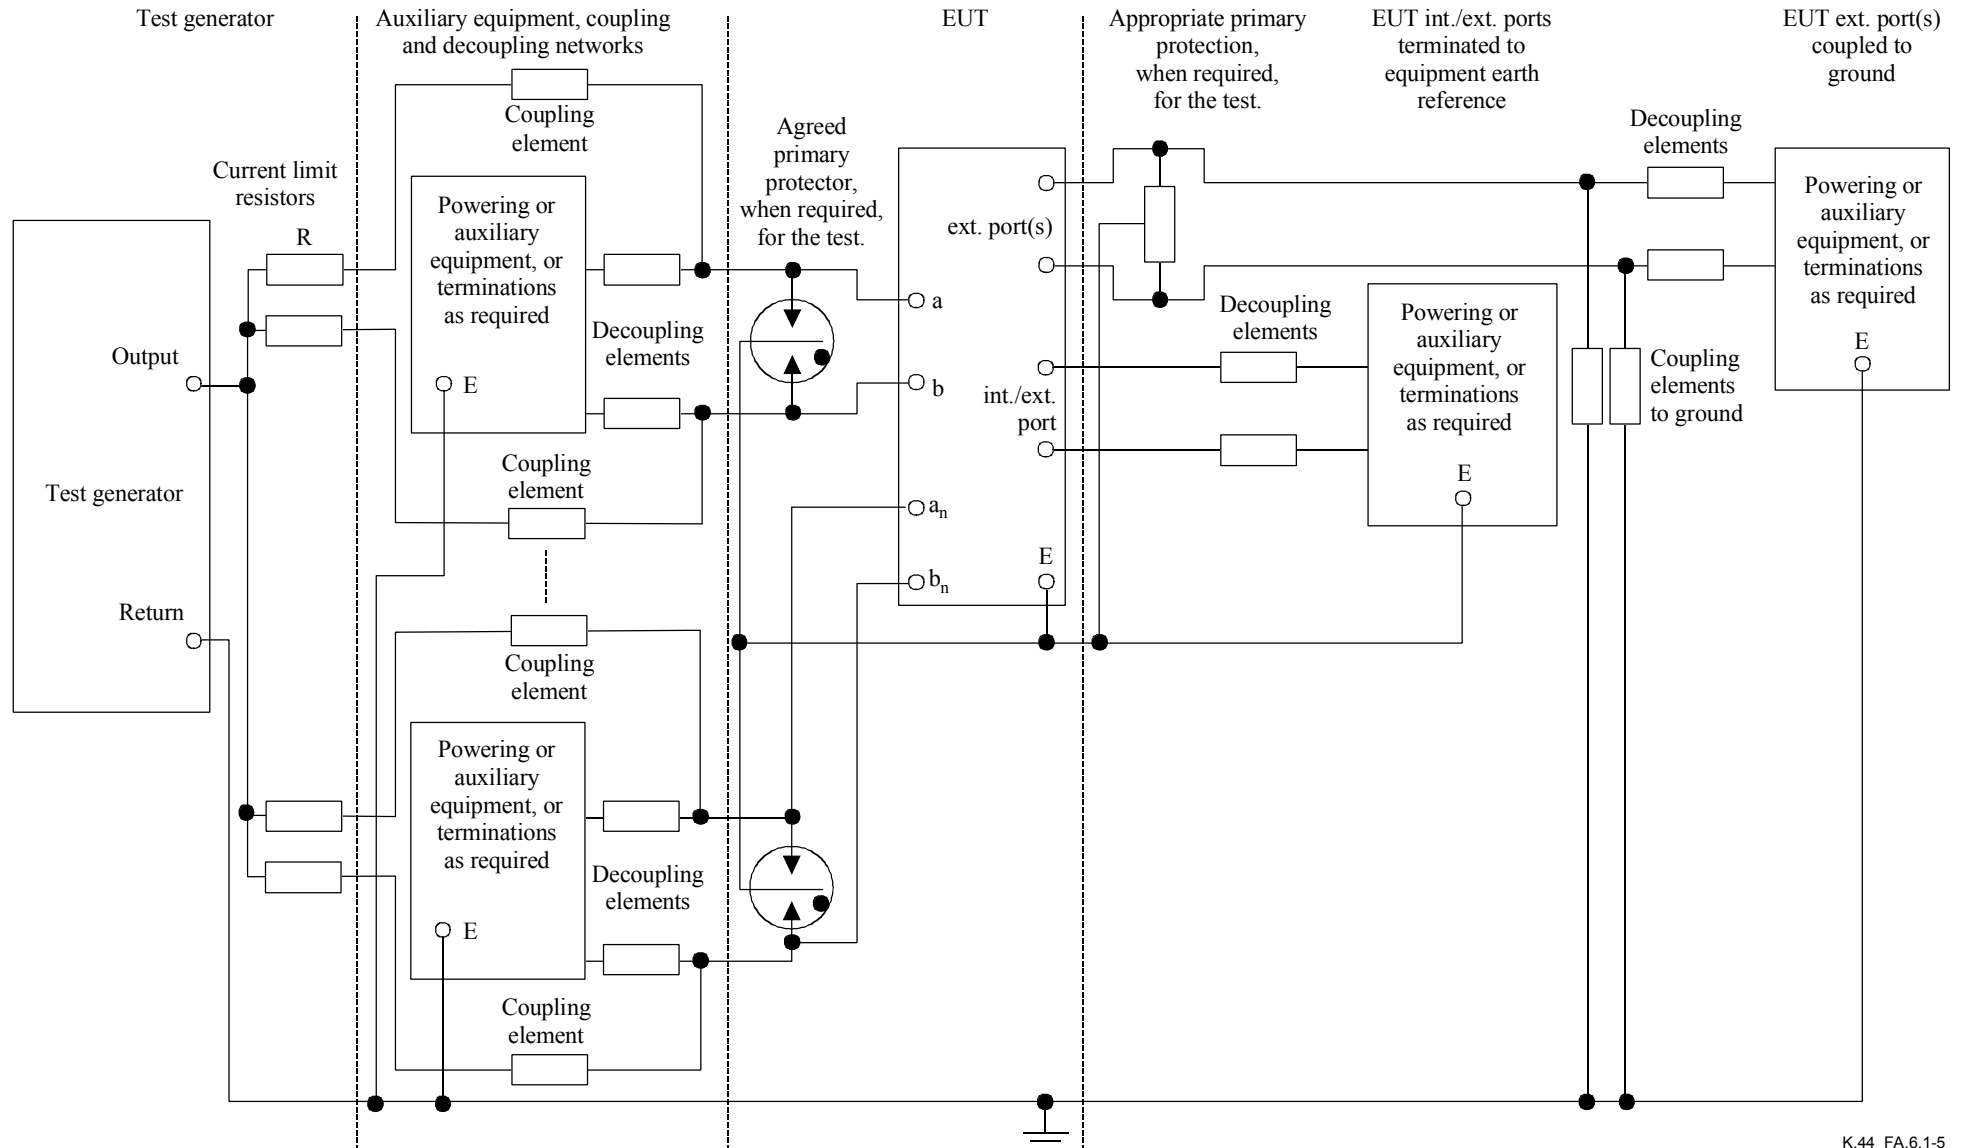 Test generator
Auxiliary equipment, coupling
and decoupling networks
EUT
Appropriate primary
protection,
when required,
for the test.
EUT int./ext. ports
terminated to
equipment earth
reference
EUT ext. port(s)
coupled to
ground
Coupling
element
Current limit
resistors
R
Powering or
auxiliary
equipment, or
terminations
as required
E
Decoupling
elements
Coupling
element
Agreed
primary
protector,
when required,
for the test.
Output
Test generator
Return
a
b
aₙ
bₙ
ext. port(s)
int./ext.
port
E
Decoupling
elements
Powering or
auxiliary
equipment, or
terminations
as required
E
Decoupling
elements
Powering or
auxiliary
equipment, or
terminations
as required
E
Coupling
elements
to ground
Coupling
element
Powering or
auxiliary
equipment, or
terminations
as required
E
Decoupling
elements
Coupling
element
K.44_FA.6.1-5